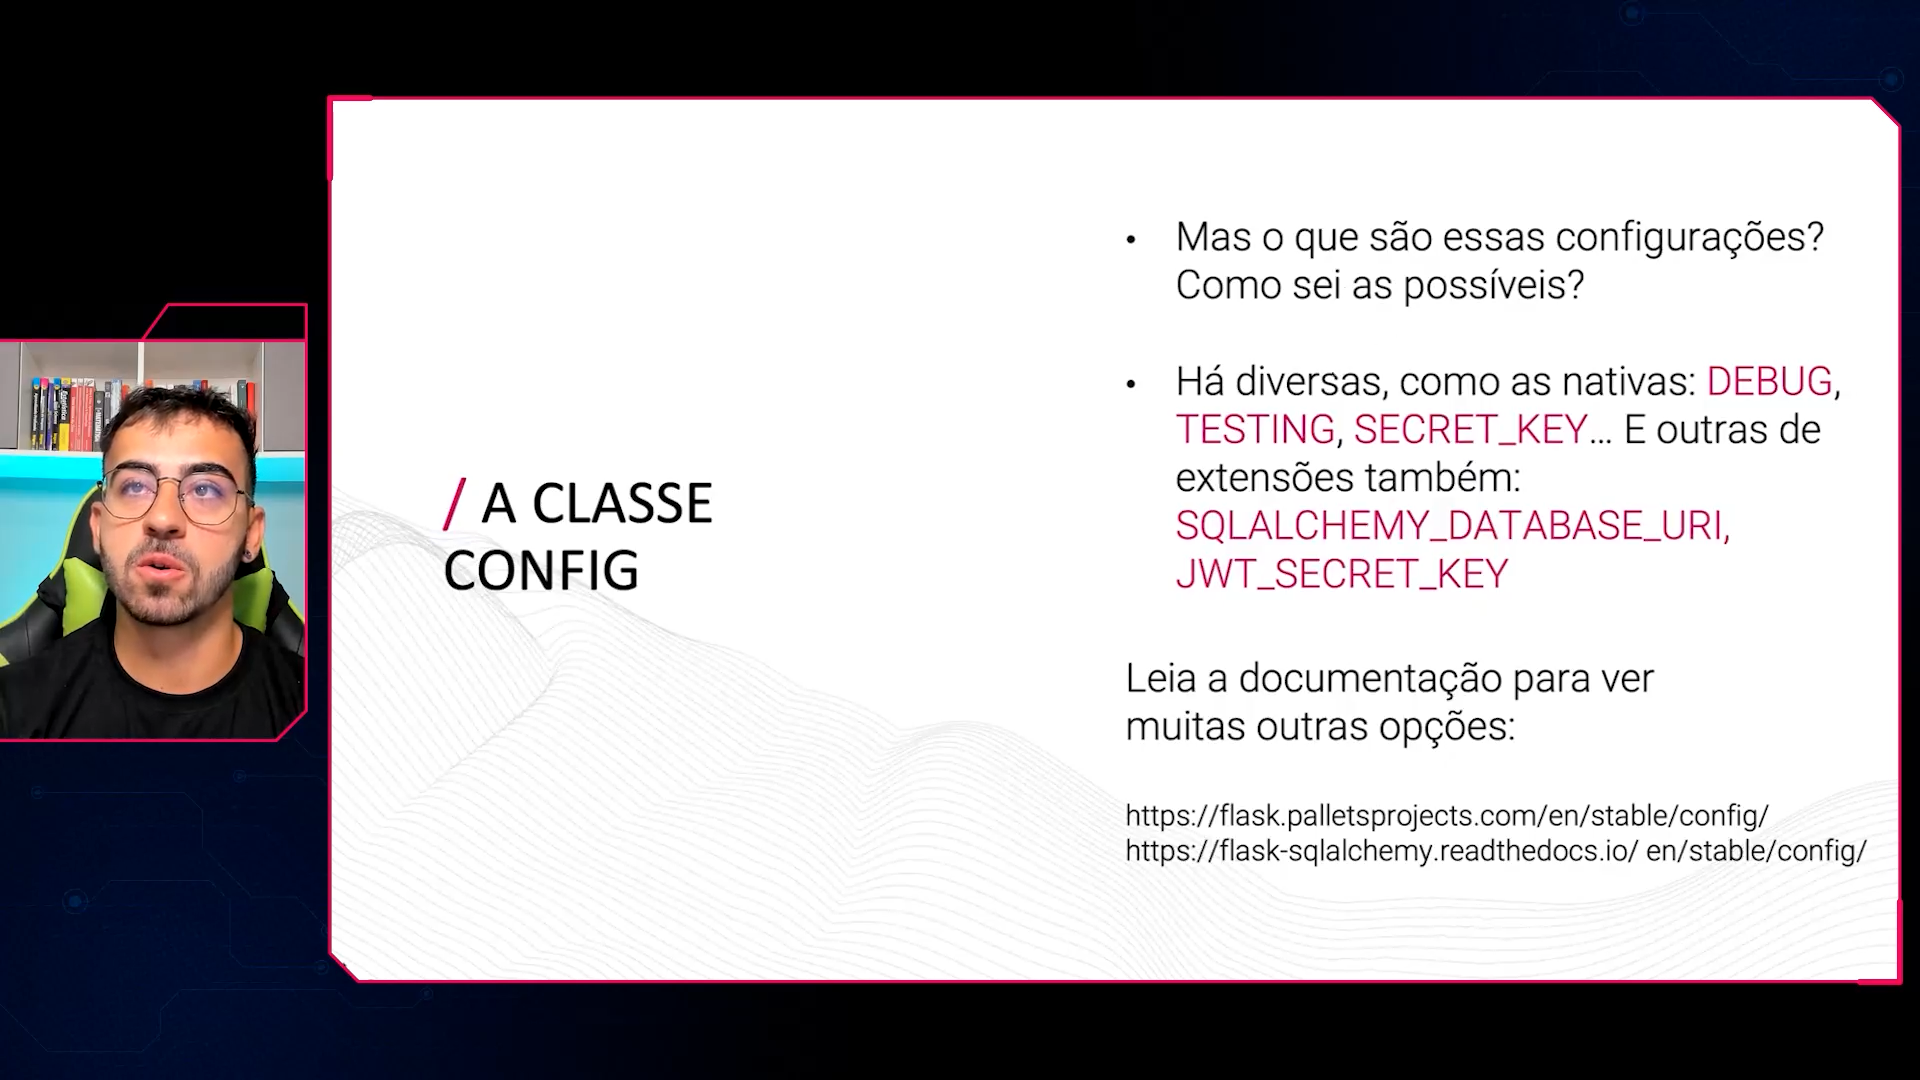 / A CLASSE
CONFIG
• Mas o que são essas configurações?
Como sei as possíveis?
• Há diversas, como as nativas: DEBUG,
TESTING, SECRET_KEY... E outras de
extensões também:
SQLALCHEMY_DATABASE_URI,
JWT_SECRET_KEY
Leia a documentação para ver
muitas outras opções:
https://flask.palletsprojects.com/en/stable/config/
https://flask-sqlalchemy.readthedocs.io/ en/stable/config/